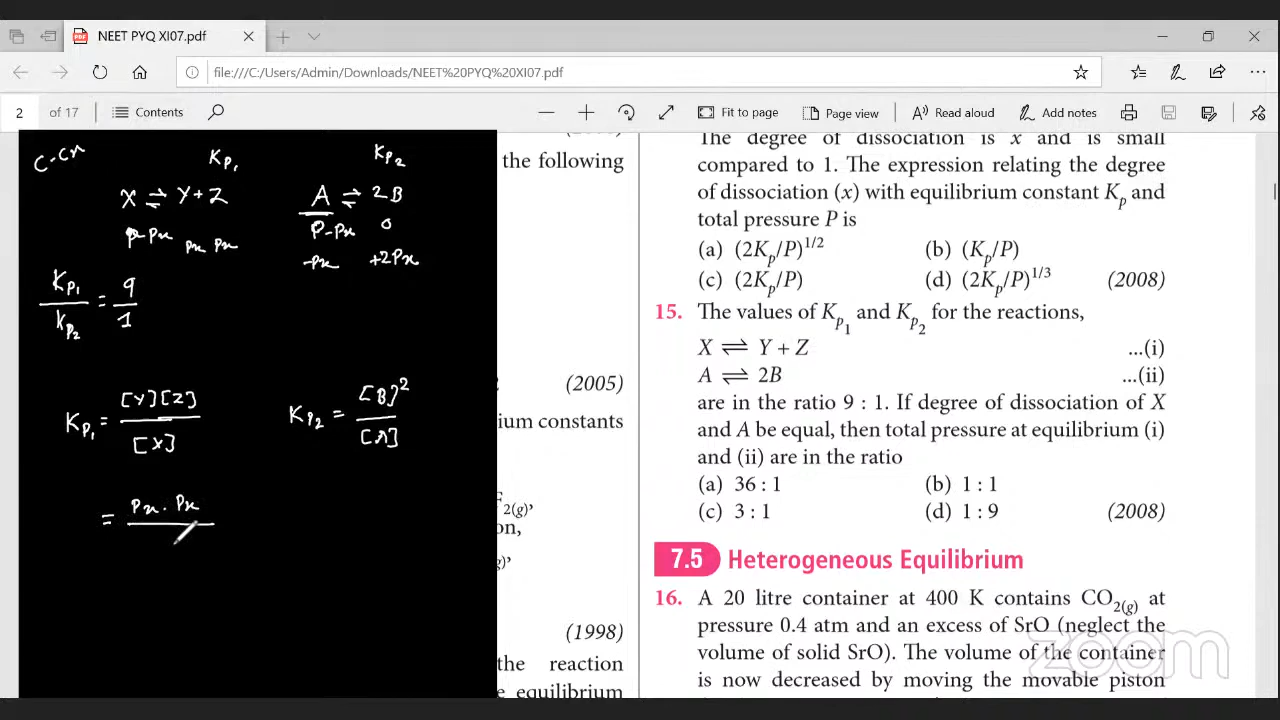 NEET PYQ XI07.pdf
file:///C:/Users/Admin/Downloads/NEET%20PYQ%20XI07.pdf
2 of 17 Contents Fit to page Page view Read aloud Add notes
Kp1 Kp2
X ⇌ Y + Z A ⇌ 2B
P-Px Px Px P-Px 0
-Px +2Px
Kp1/Kp2 = 9/1
Kp1 = [Y][Z]/[X] Kp2 = [B]²/[A]
= Px . Px
the following
(2005)
ium constants
2(g),
on,
(1998)
the reaction
equilibrium
The degree of dissociation is x and is small
compared to 1. The expression relating the degree
of dissociation (x) with equilibrium constant Kp and
total pressure P is
(a) (2Kp/P)^1/2 (b) (Kp/P)
(c) (2Kp/P) (d) (2Kp/P)^1/3 (2008)
15. The values of Kp1 and Kp2 for the reactions,
X ⇌ Y + Z ...(i)
A ⇌ 2B ...(ii)
are in the ratio 9 : 1. If degree of dissociation of X
and A be equal, then total pressure at equilibrium (i)
and (ii) are in the ratio
(a) 36 : 1 (b) 1 : 1
(c) 3 : 1 (d) 1 : 9 (2008)
7.5 Heterogeneous Equilibrium
16. A 20 litre container at 400 K contains CO2(g) at
pressure 0.4 atm and an excess of SrO (neglect the
volume of solid SrO). The volume of the container
is now decreased by moving the movable piston
zoom